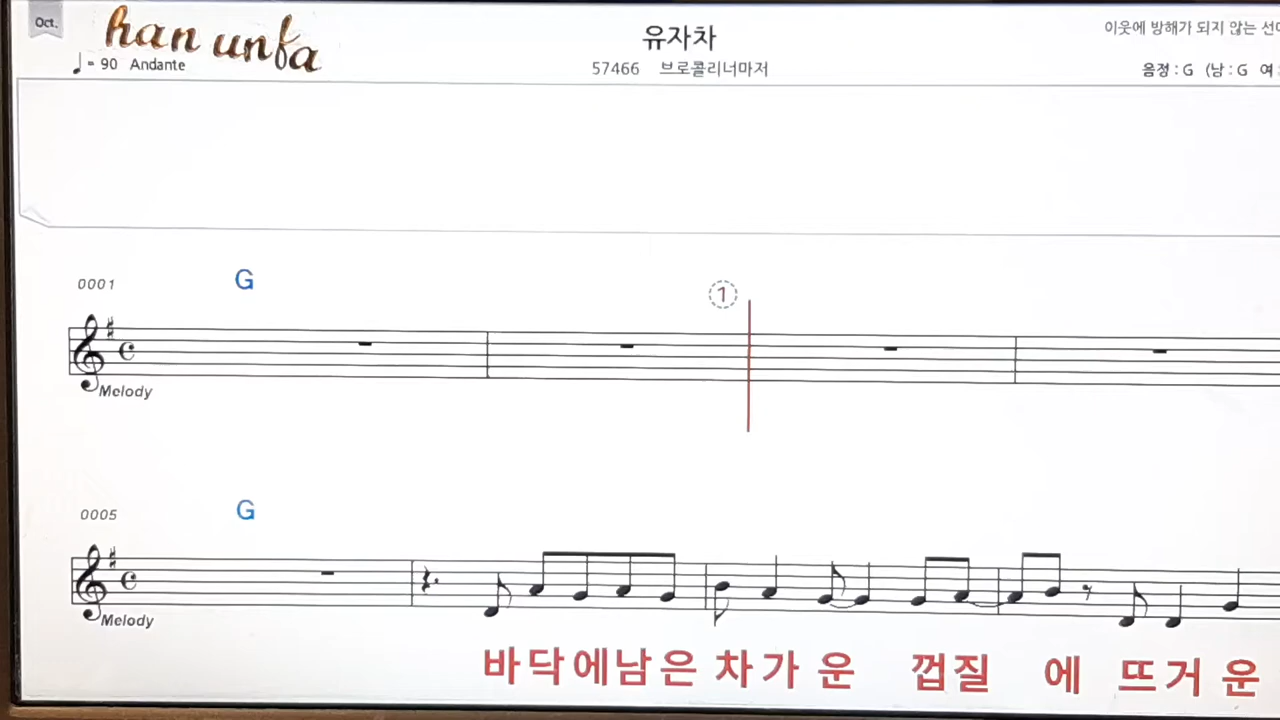 Oct.
han unfa
유자차
이웃에 방해가 되지 않는
♩= 90 Andante
57466 브로콜리너마저
음정 : G (남 : G 여 :
0001
G
1
Melody
0005
G
Melody
바닥에남은 차가운 껍질에 뜨거운